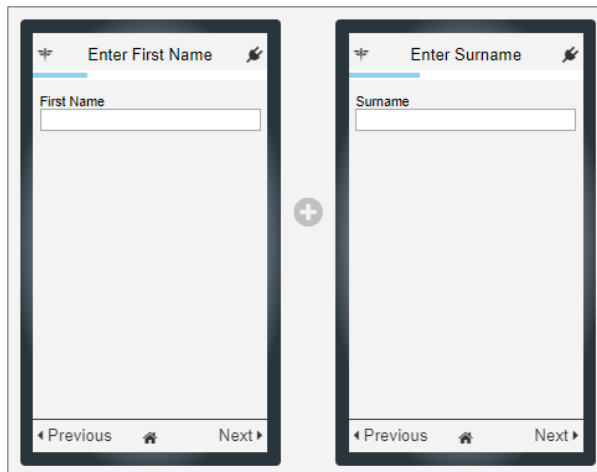 Enter First Name
First Name
Previous
Next
Enter Surname
Surname
Previous
Next